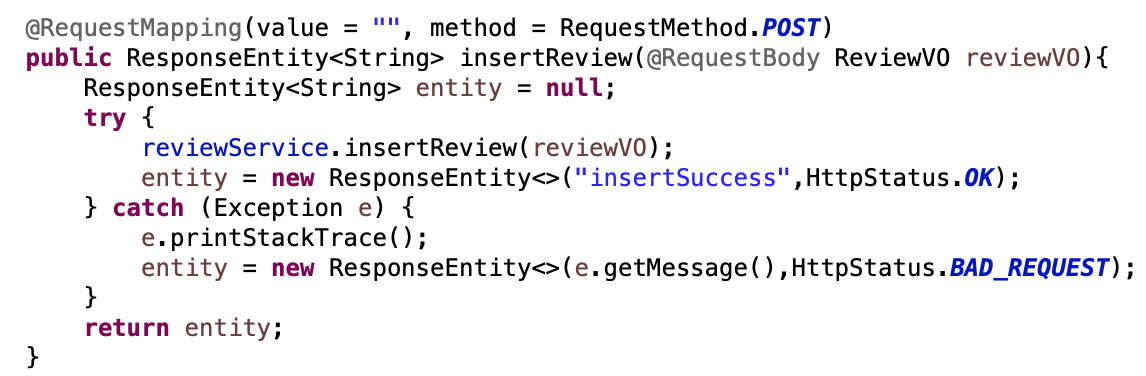 @RequestMapping(value = "", method = RequestMethod.POST)
public ResponseEntity<String> insertReview(@RequestBody ReviewVO reviewVO){
    ResponseEntity<String> entity = null;
    try {
        reviewService.insertReview(reviewVO);
        entity = new ResponseEntity<>("insertSuccess",HttpStatus.OK);
    } catch (Exception e) {
        e.printStackTrace();
        entity = new ResponseEntity<>(e.getMessage(),HttpStatus.BAD_REQUEST);
    }
    return entity;
}